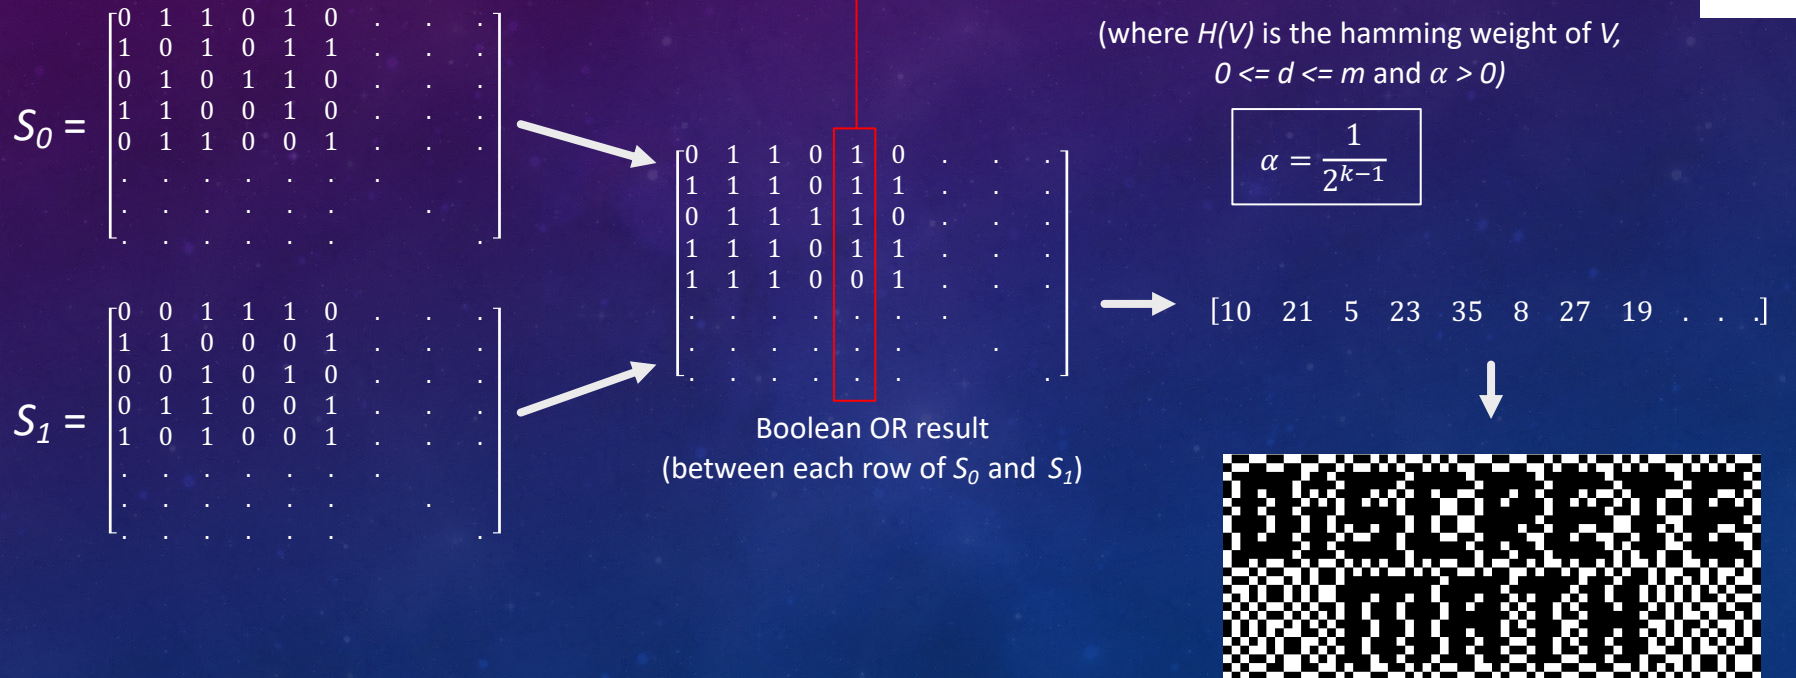 S0 =
[0 1 1 0 1 0 . . .
1 0 1 0 1 1 . . .
0 1 0 1 1 0 . . .
1 1 0 0 1 0 . . .
0 1 1 0 0 1 . . .
. . . . . . .
. . . . . . .
. . . . . . .]
S1 =
[0 0 1 1 1 0 . . .
1 1 0 0 0 1 . . .
0 0 1 0 1 0 . . .
0 1 1 0 0 1 . . .
1 0 1 0 0 1 . . .
. . . . . . .
. . . . . . .
. . . . . . .]
[0 1 1 0 1 0 . . .
1 1 1 0 1 1 . . .
0 1 1 1 1 0 . . .
1 1 1 0 1 1 . . .
1 1 1 0 0 1 . . .
. . . . . . .
. . . . . . .
. . . . . . .]
Boolean OR result
(between each row of S0 and S1)
(where H(V) is the hamming weight of V,
0 <= d <= m and α > 0)
α = 1/2^(k−1)
[10 21 5 23 35 8 27 19 . . .]
DISCRETE
MATH